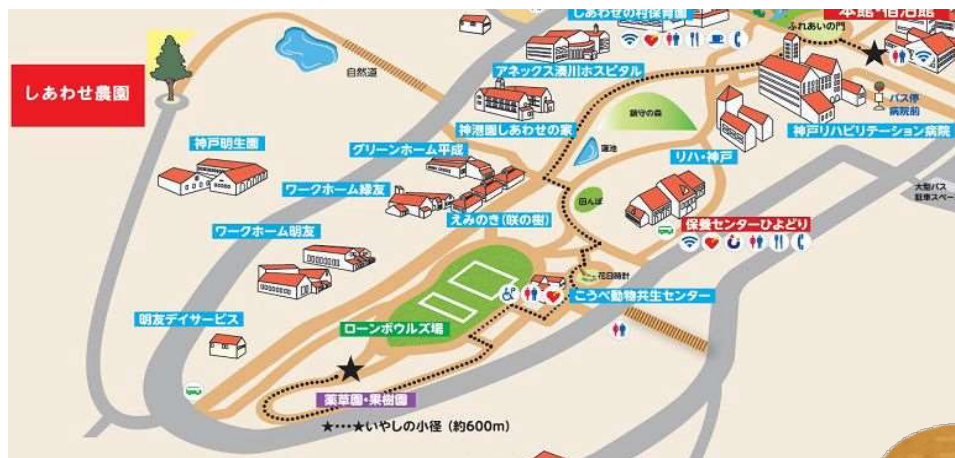 しあわせの村保育園
ふれあいの門
本館・宿泊館
自然道
アネックス湊川ホスピタル
バス停
病院前
しあわせ農園
神港園しあわせの家
鎮守の森
神戸リハビリテーション病院
神戸明生園
グリーンホーム平成
蓮池
リハ・神戸
ワークホーム緑友
大型バス
駐車スペー
田んぼ
えみのき(咲の樹)
保養センターひよどり
ワークホーム明友
花日時計
こうべ動物共生センター
明友デイサービス
ローンボウルズ場
薬草園・果樹園
★・・・★いやしの小径(約600m)